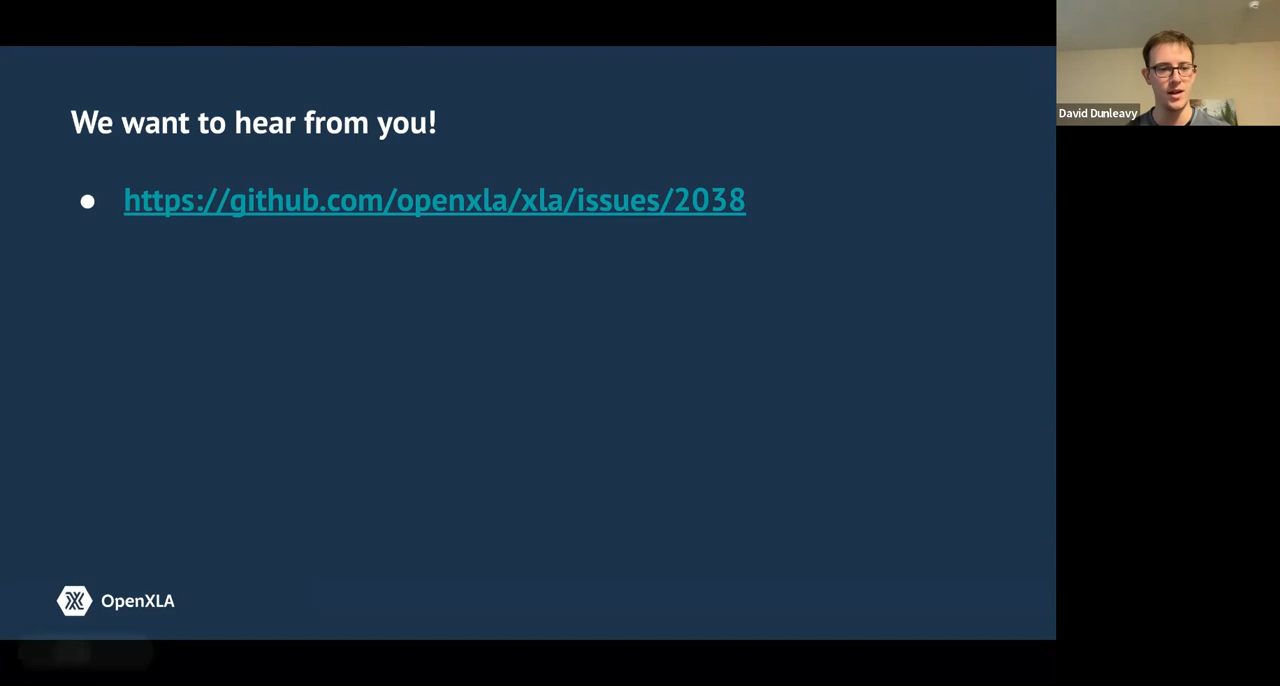 We want to hear from you!
● https://github.com/openxla/xla/issues/2038
OpenXLA
David Dunleavy